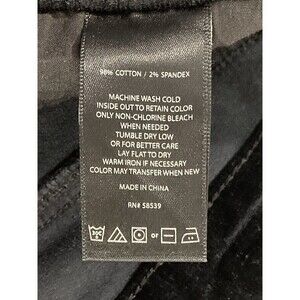 98% COTTON / 2% SPANDEX
MACHINE WASH COLD
INSIDE OUT TO RETAIN COLOR
ONLY NON-CHLORINE BLEACH
WHEN NEEDED
TUMBLE DRY LOW
OR FOR BETTER CARE
LAY FLAT TO DRY
WARM IRON IF NECESSARY
COLOR MAY TRANSFER WHEN NEW
MADE IN CHINA
RN# 58539
or